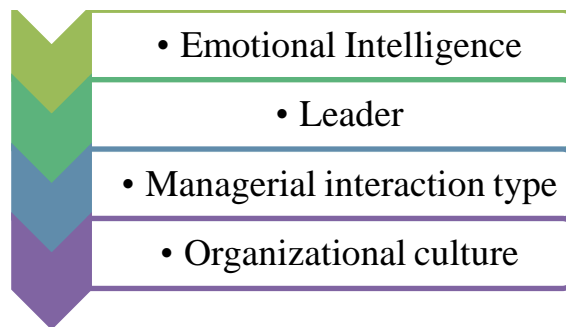 • Emotional Intelligence
• Leader
• Managerial interaction type
• Organizational culture